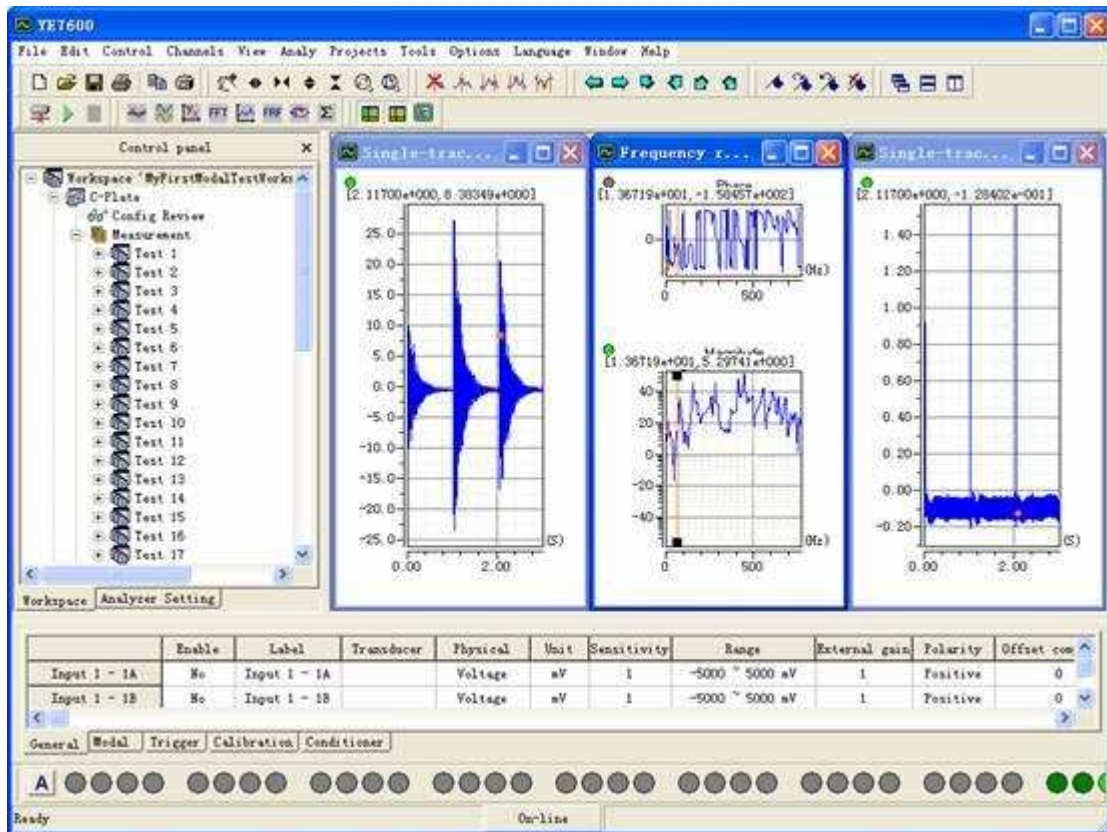 YE7600
File Edit Control Channels View Analy Projects Tools Options Language Window Help
FFT FRF Σ
Control panel
Workspace 'MyFirstModalTestWorks
C-Plate
Config Review
Measurement
Test 1
Test 2
Test 3
Test 4
Test 5
Test 6
Test 7
Test 8
Test 9
Test 10
Test 11
Test 12
Test 13
Test 14
Test 15
Test 16
Test 17
Workspace Analyzer Setting
Single-trac...
[2.11700e+000, 8.38349e+000]
25.0
20.0
15.0
10.0
5.0
0.0
-5.0
-10.0
-15.0
-20.0
-25.0
(S)
0.00 2.00
Frequency r...
Phase
[1.36719e+001,-1.58457e+002]
0
(Hz)
0 500
Magnitude
[1.36719e+001,5.29741e+000]
40
20
0
-20
-40
(Hz)
0 500
Single-trac...
[2.11700e+000,-1.28402e-001]
1.40
1.20
1.00
0.80
0.60
0.40
0.20
0.00
-0.20
(S)
0.00 2.00
Enable Label Transducer Physical Unit Sensitivity Range External gain Polarity Offset com
Input 1 - 1A No Input 1 - 1A Voltage mV 1 -5000 ~ 5000 mV 1 Positive 0
Input 1 - 1B No Input 1 - 1B Voltage mV 1 -5000 ~ 5000 mV 1 Positive 0
General Modal Trigger Calibration Conditioner
A
Ready On-line